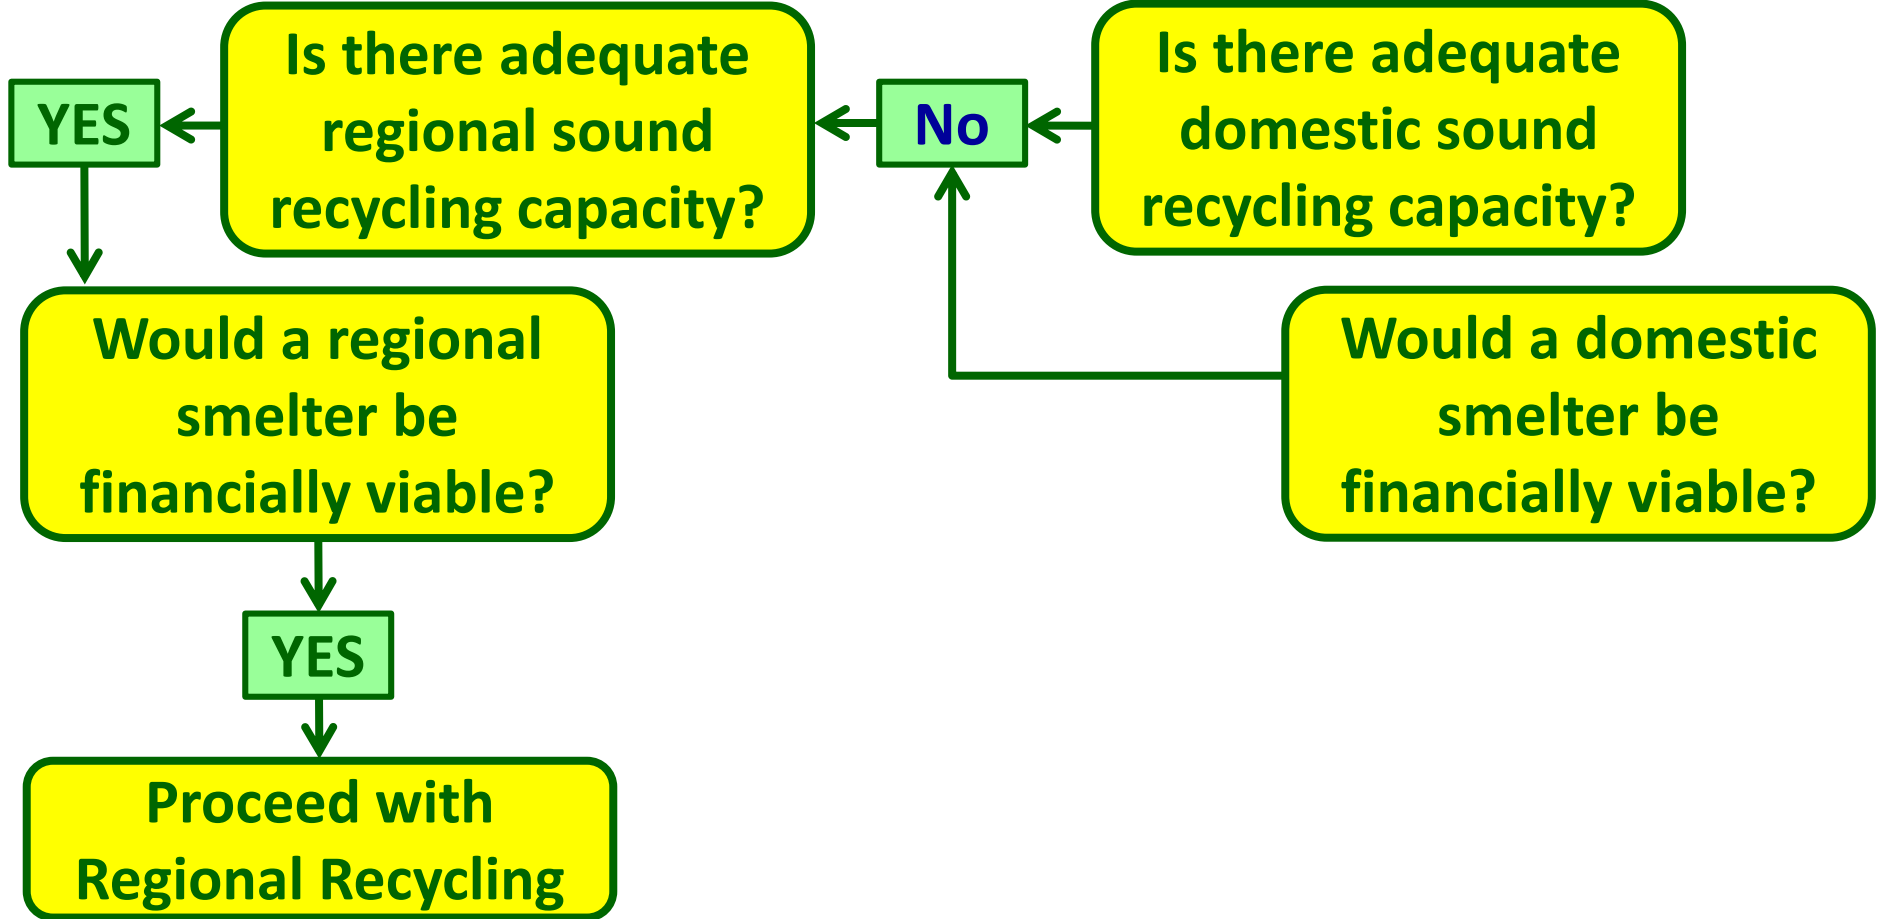 Is there adequate
regional sound
recycling capacity?
YES
No
Is there adequate
domestic sound
recycling capacity?
Would a regional
smelter be
financially viable?
Would a domestic
smelter be
financially viable?
YES
Proceed with
Regional Recycling